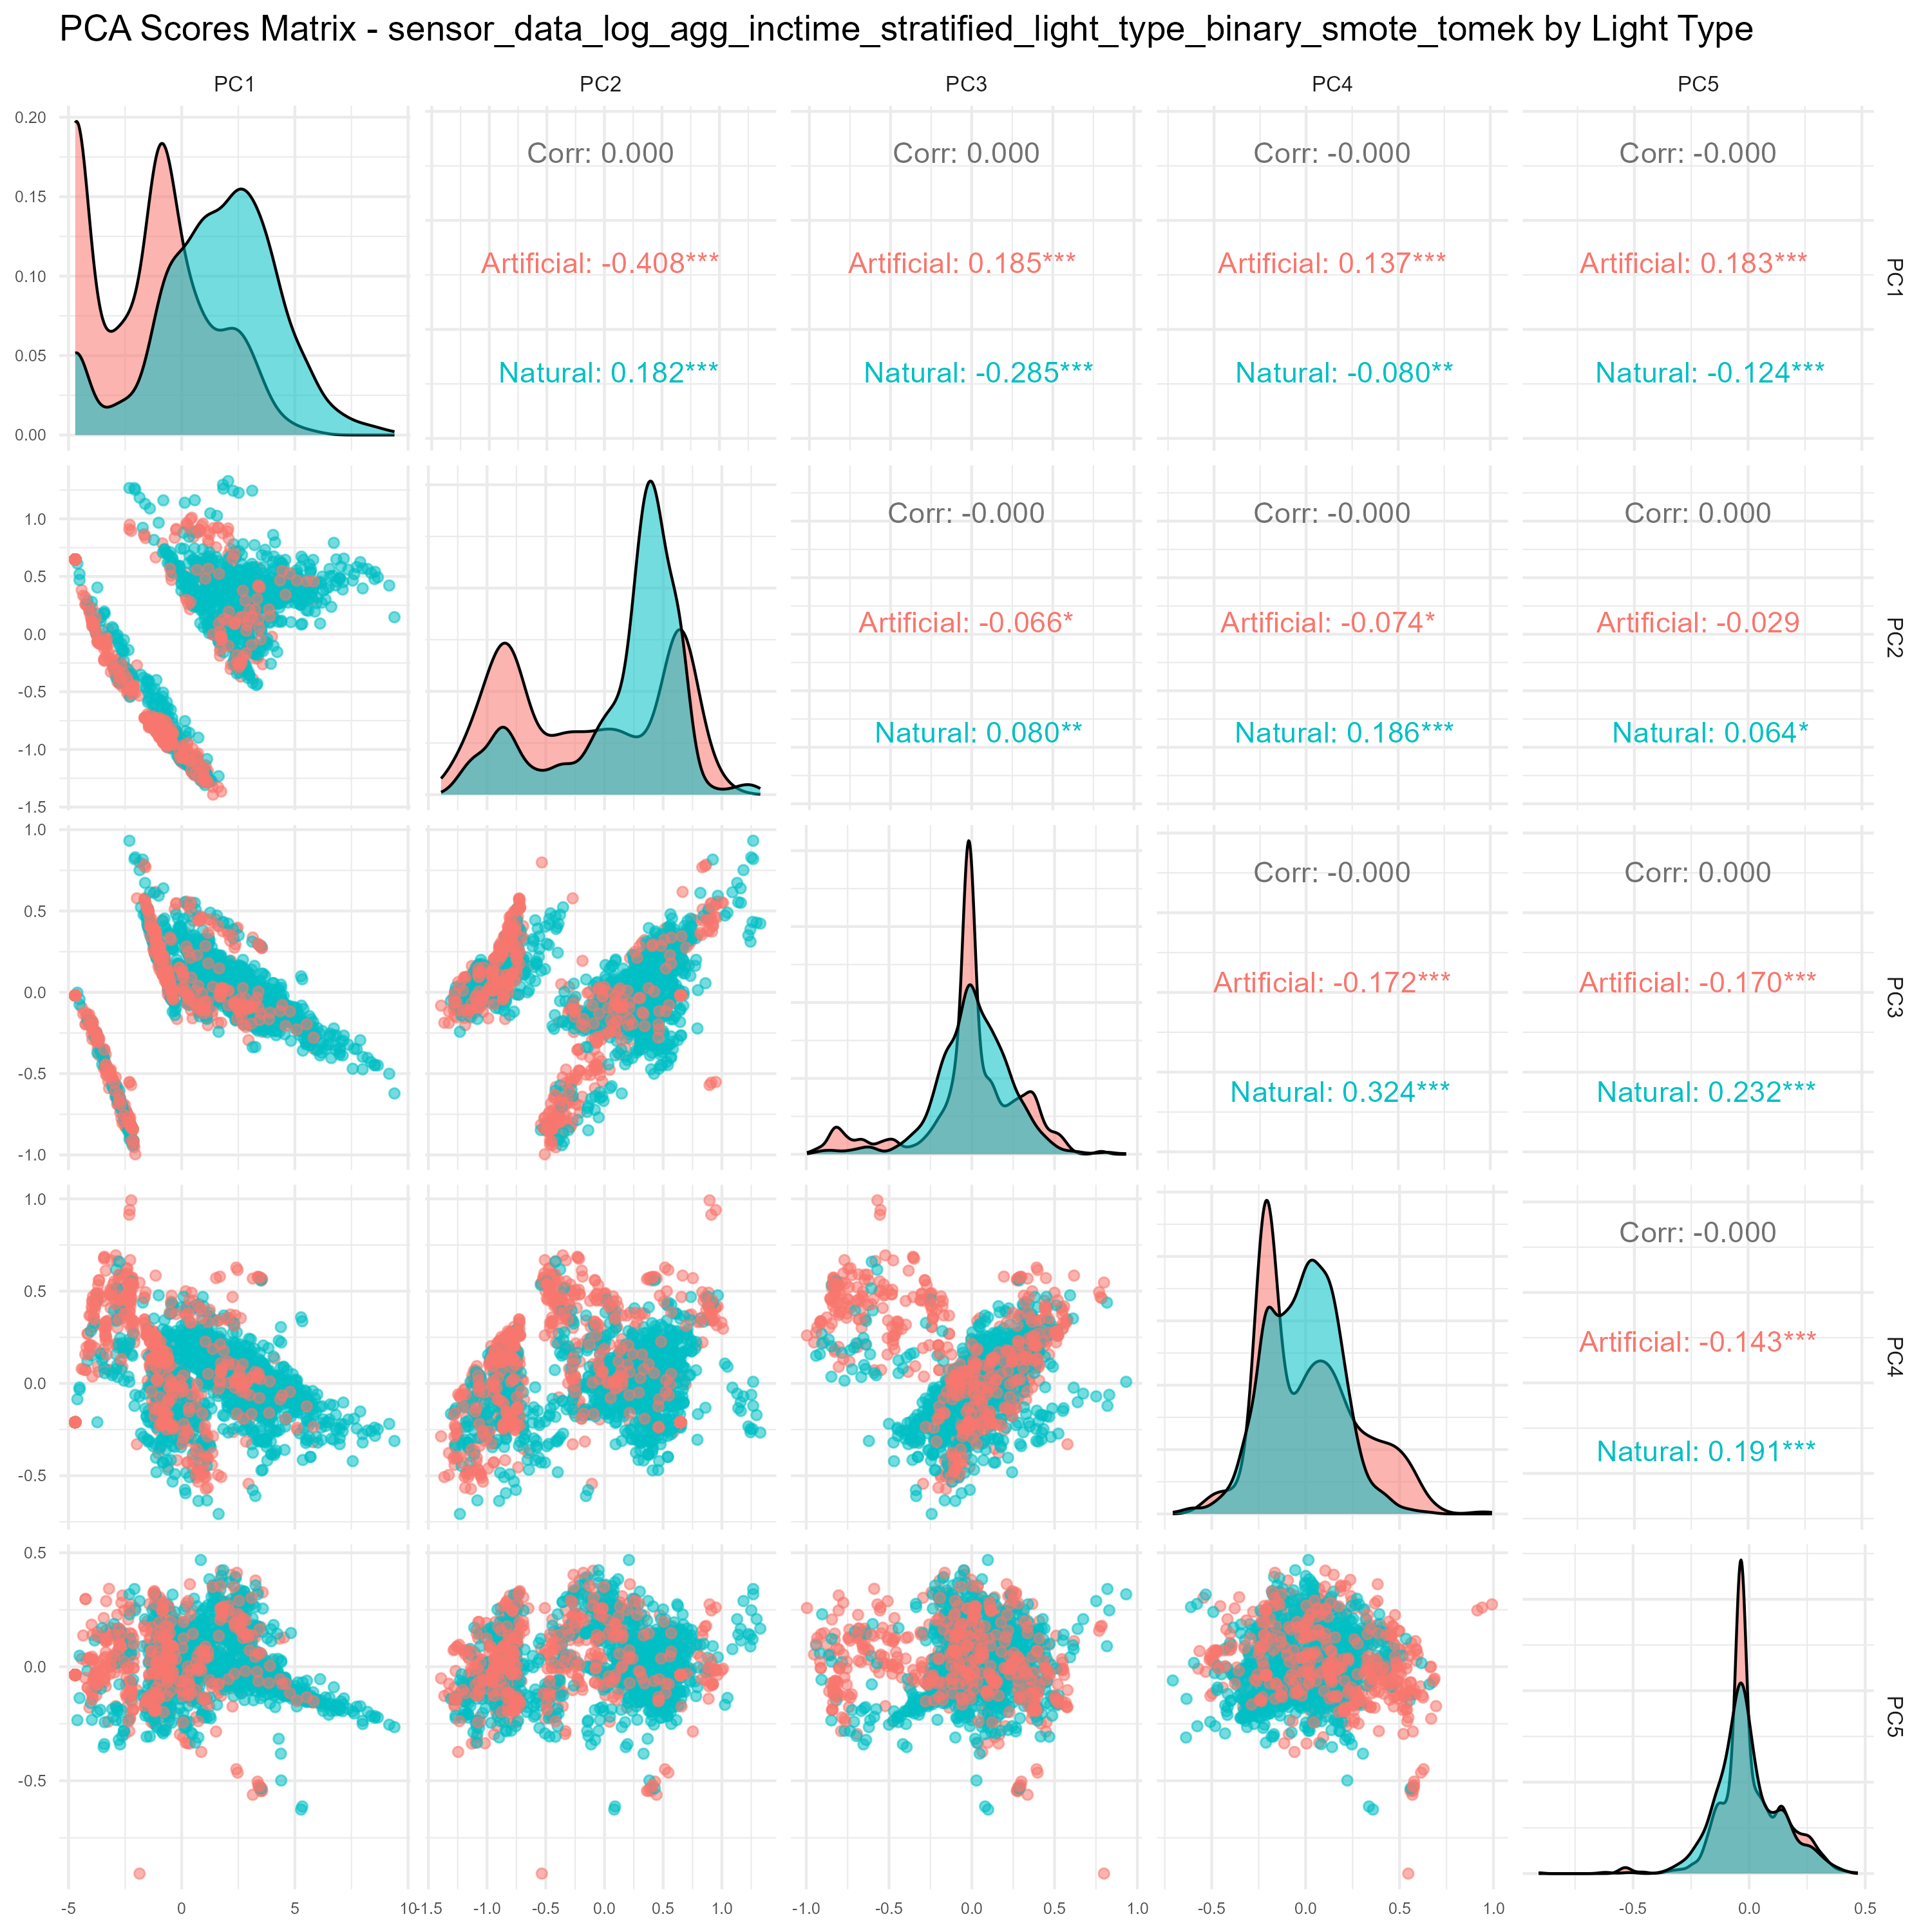 PCA Scores Matrix - sensor_data_log_agg_inctime_stratified_light_type_binary_smote_tomek by Light Type
PC1 PC2 PC3 PC4 PC5
0.20
0.15
0.10
0.05
0.00
Corr: 0.000
Artificial: -0.408***
Natural: 0.182***
Corr: 0.000
Artificial: 0.185***
Natural: -0.285***
Corr: -0.000
Artificial: 0.137***
Natural: -0.080**
Corr: -0.000
Artificial: 0.183***
Natural: -0.124***
PC1
1.0
0.5
0.0
-0.5
-1.0
-1.5
Corr: -0.000
Artificial: -0.066*
Natural: 0.080**
Corr: -0.000
Artificial: -0.074*
Natural: 0.186***
Corr: 0.000
Artificial: -0.029
Natural: 0.064*
PC2
1.0
0.5
0.0
-0.5
-1.0
Corr: -0.000
Artificial: -0.172***
Natural: 0.324***
Corr: 0.000
Artificial: -0.170***
Natural: 0.232***
PC3
1.0
0.5
0.0
-0.5
Corr: -0.000
Artificial: -0.143***
Natural: 0.191***
PC4
0.5
0.0
-0.5
PC5
-5 0 5 10 -1.5 -1.0 -0.5 0.0 0.5 1.0 -1.0 -0.5 0.0 0.5 1.0 -0.5 0.0 0.5 1.0 -0.5 0.0 0.5